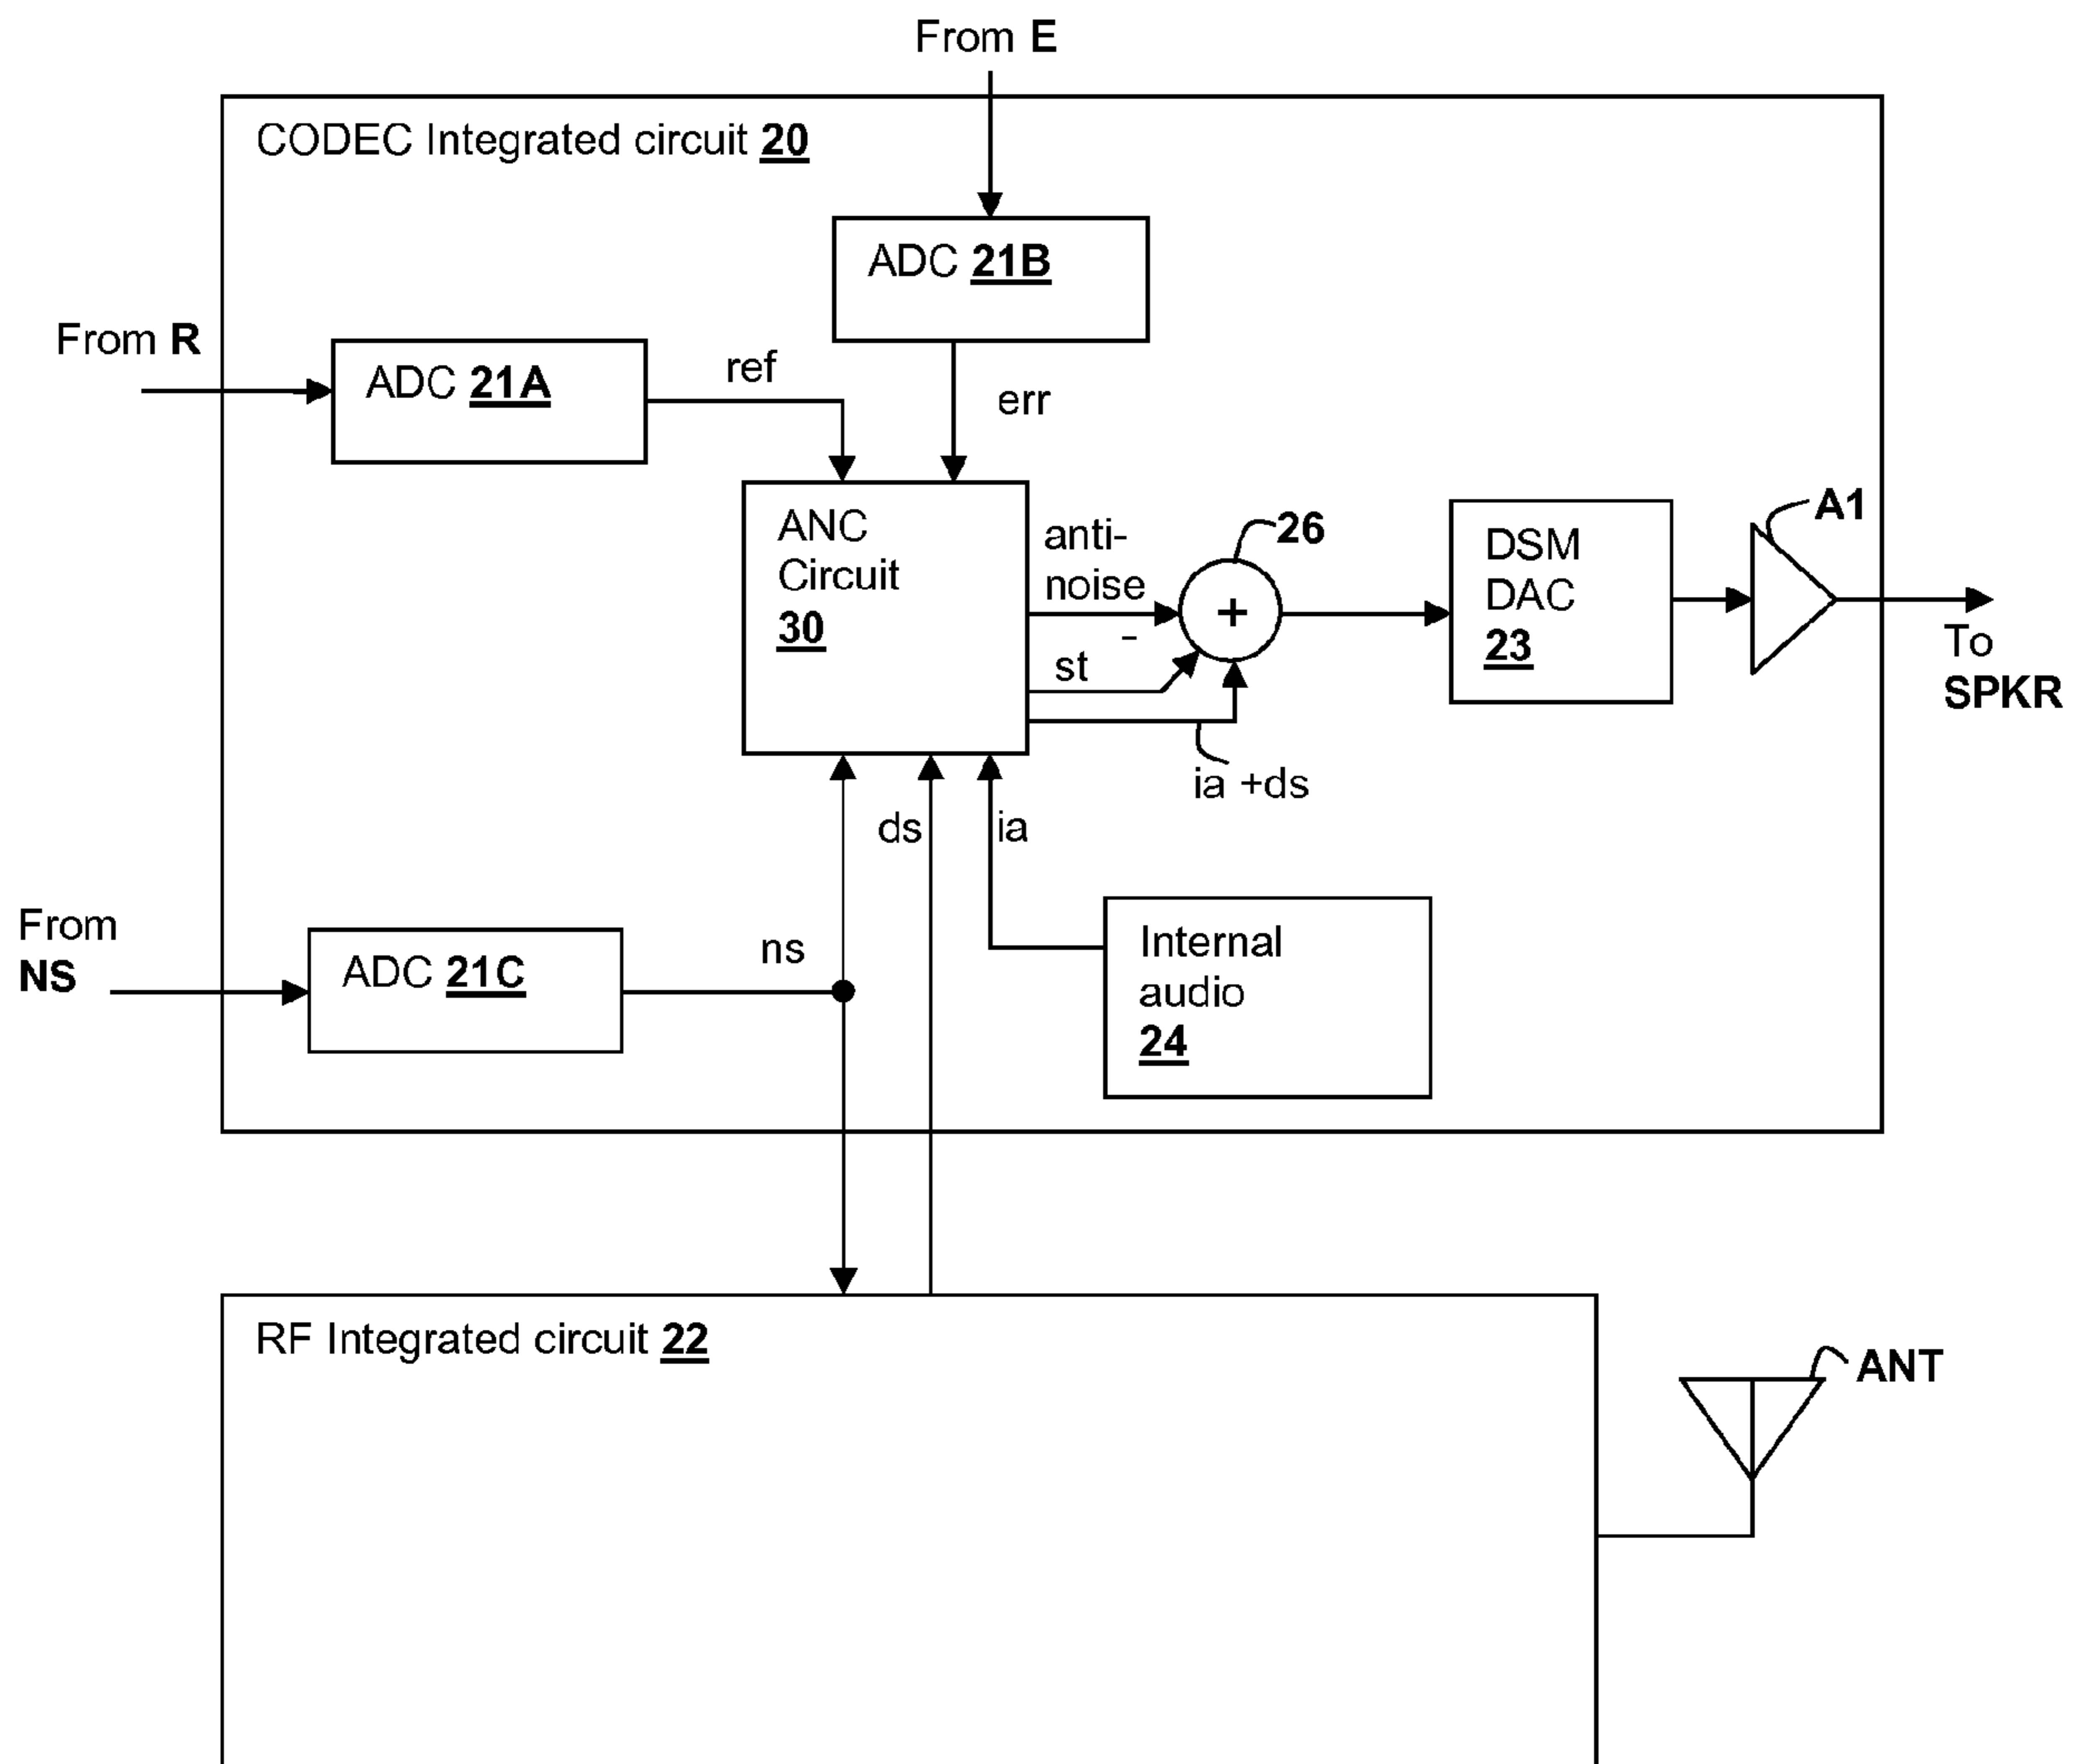 From E
CODEC Integrated circuit 20
ADC 21B
From R
ADC 21A
ref
err
ANC
Circuit
30
anti-
noise
-
st
26
+
DSM
DAC
23
A1
To
SPKR
ia +ds
ds
ia
From
NS
ADC 21C
ns
Internal
audio
24
RF Integrated circuit 22
ANT